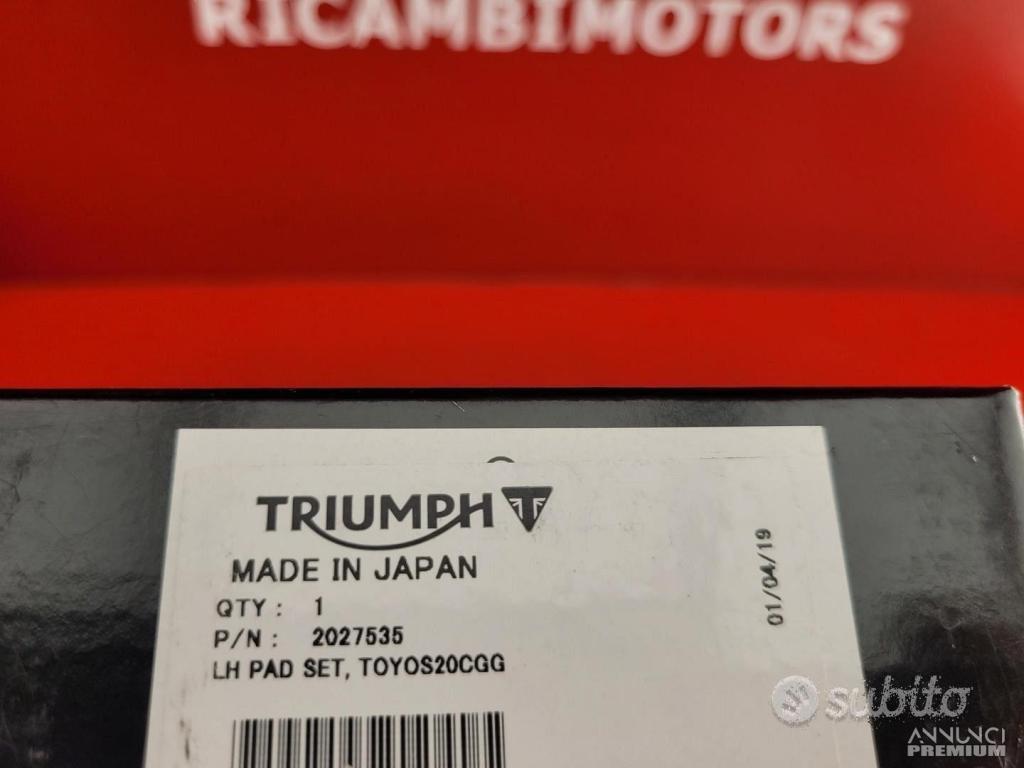 RICAMBIMOTORS
TRIUMPH
MADE IN JAPAN
QTY : 1
P/N : 2027535
LH PAD SET, TOYOS20CGG
01/04/19
subito
ANNUNCI
PREMIUM